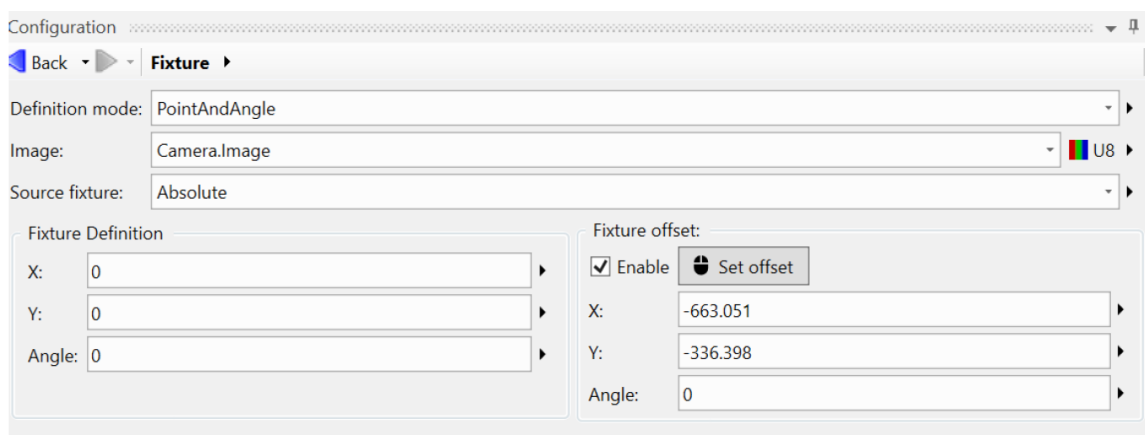 Configuration
Back Fixture
Definition mode: PointAndAngle
Image: Camera.Image U8
Source fixture: Absolute
Fixture Definition
X: 0
Y: 0
Angle: 0
Fixture offset:
Enable Set offset
X: -663.051
Y: -336.398
Angle: 0